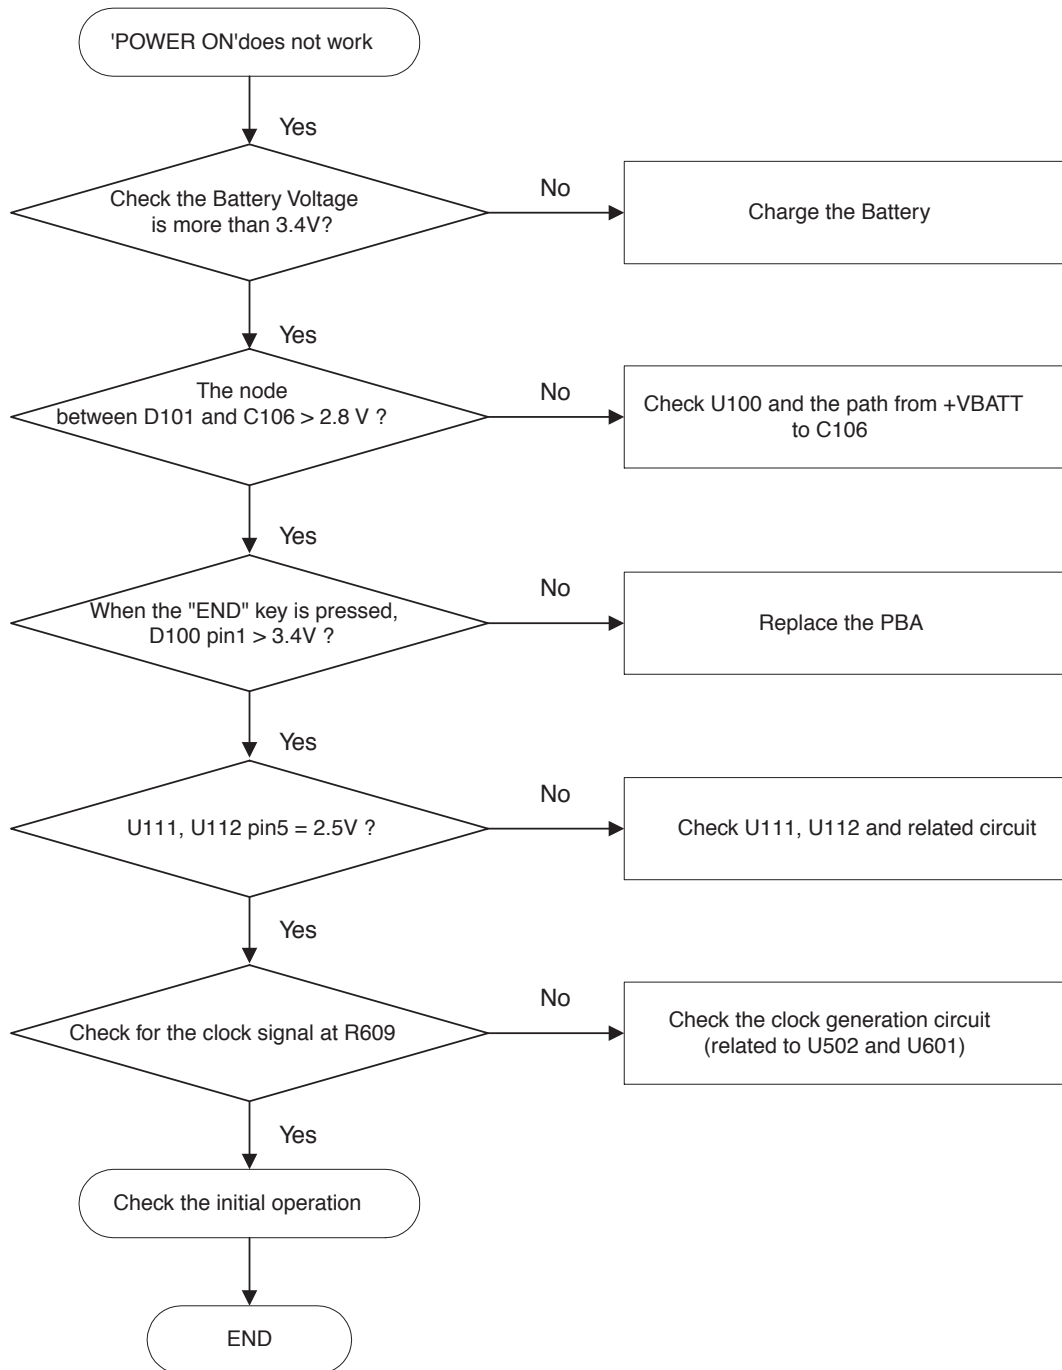 'POWER ON'does not work
Yes
Check the Battery Voltage
is more than 3.4V?
No
Charge the Battery
Yes
The node
between D101 and C106 > 2.8 V ?
No
Check U100 and the path from +VBATT
to C106
Yes
When the "END" key is pressed,
D100 pin1 > 3.4V ?
No
Replace the PBA
Yes
U111, U112 pin5 = 2.5V ?
No
Check U111, U112 and related circuit
Yes
Check for the clock signal at R609
No
Check the clock generation circuit
(related to U502 and U601)
Yes
Check the initial operation
END